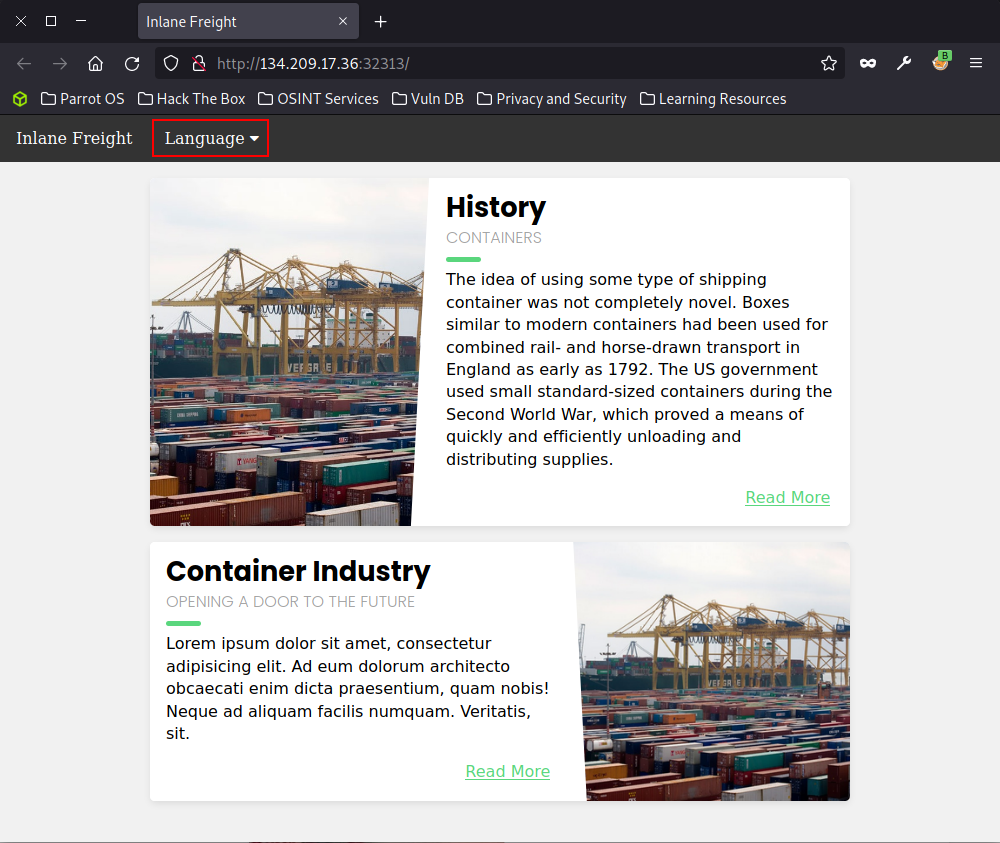 Inlane Freight
B
http://134.209.17.36:32313/
Parrot OS Hack The Box OSINT Services Vuln DB Privacy and Security Learning Resources
Inlane Freight Language
History
CONTAINERS
The idea of using some type of shipping
container was not completely novel. Boxes
similar to modern containers had been used for
combined rail- and horse-drawn transport in
England as early as 1792. The US government
used small standard-sized containers during the
Second World War, which proved a means of
quickly and efficiently unloading and
distributing supplies.
Read More
Container Industry
OPENING A DOOR TO THE FUTURE
Lorem ipsum dolor sit amet, consectetur
adipisicing elit. Ad eum dolorum architecto
obcaecati enim dicta praesentium, quam nobis!
Neque ad aliquam facilis numquam. Veritatis,
sit.
Read More